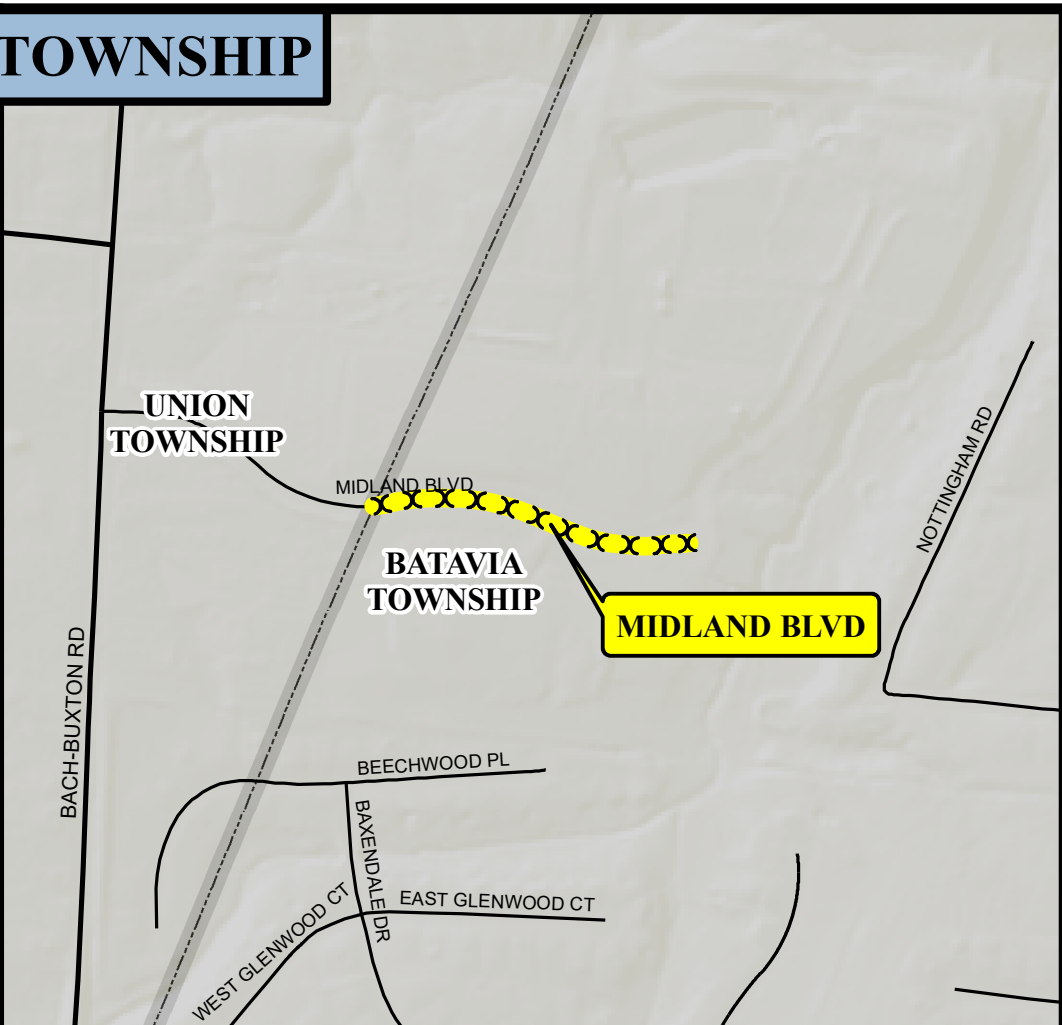 TOWNSHIP
UNION
TOWNSHIP
MIDLAND BLVD
NOTTINGHAM RD
BATAVIA
TOWNSHIP
MIDLAND BLVD
BACH-BUXTON RD
BEECHWOOD PL
BAXENDALE DR
EAST GLENWOOD CT
WEST GLENWOOD CT